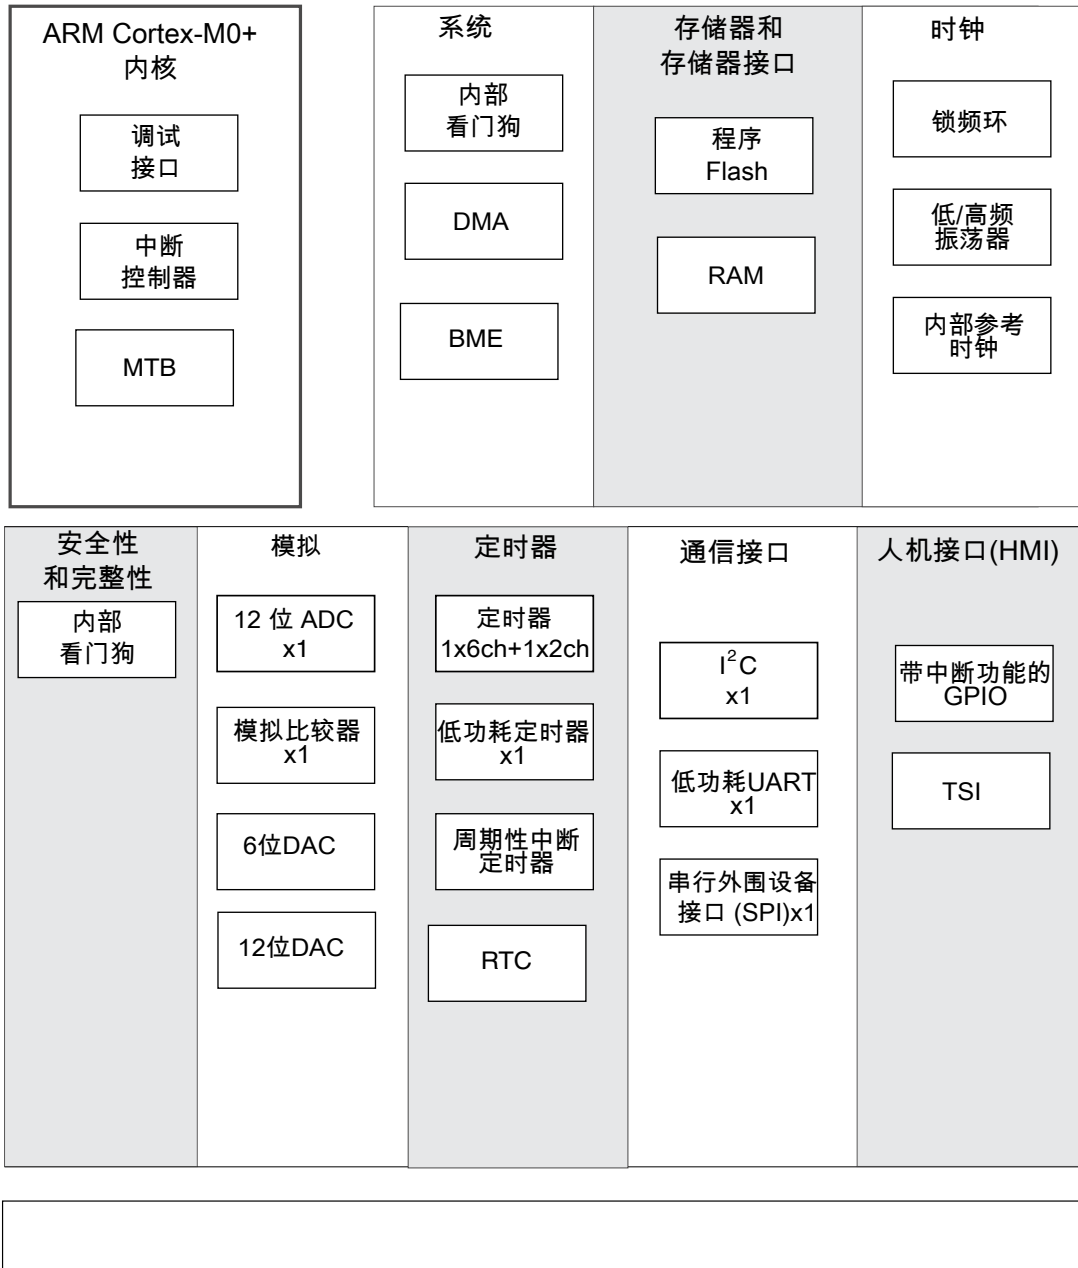 ARM Cortex-M0+
内核
调试
接口
中断
控制器
MTB
系统
内部
看门狗
DMA
BME
存储器和
存储器接口
程序
Flash
RAM
时钟
锁频环
低/高频
振荡器
内部参考
时钟
安全性
和完整性
内部
看门狗
模拟
12 位 ADC
x1
模拟比较器
x1
6位DAC
12位DAC
定时器
定时器
1x6ch+1x2ch
低功耗定时器
x1
周期性中断
定时器
RTC
通信接口
I²C
x1
低功耗UART
x1
串行外围设备
接口 (SPI)x1
人机接口(HMI)
带中断功能的
GPIO
TSI